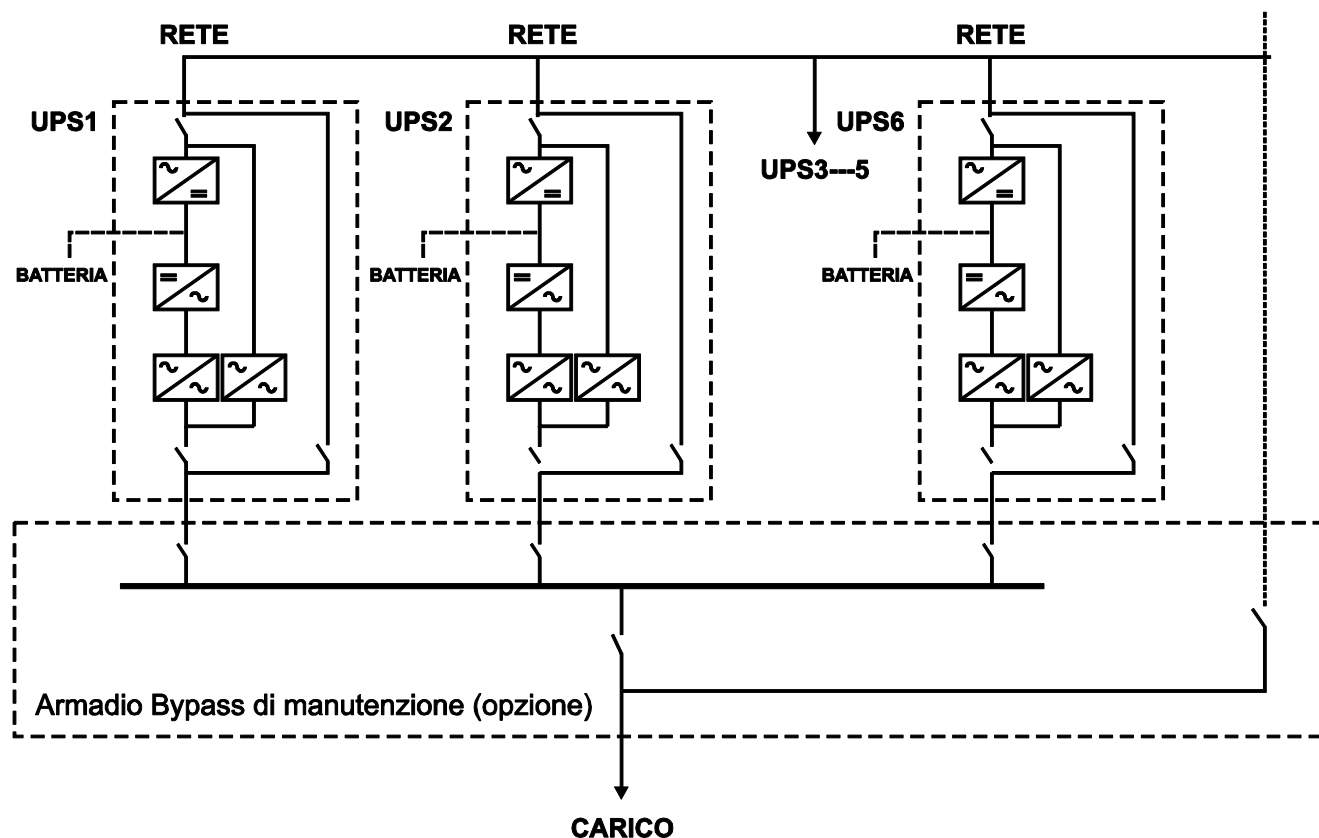 RETE RETE RETE
UPS1 UPS2 UPS6
UPS3---5
BATTERIA BATTERIA BATTERIA
Armadio Bypass di manutenzione (opzione)
CARICO